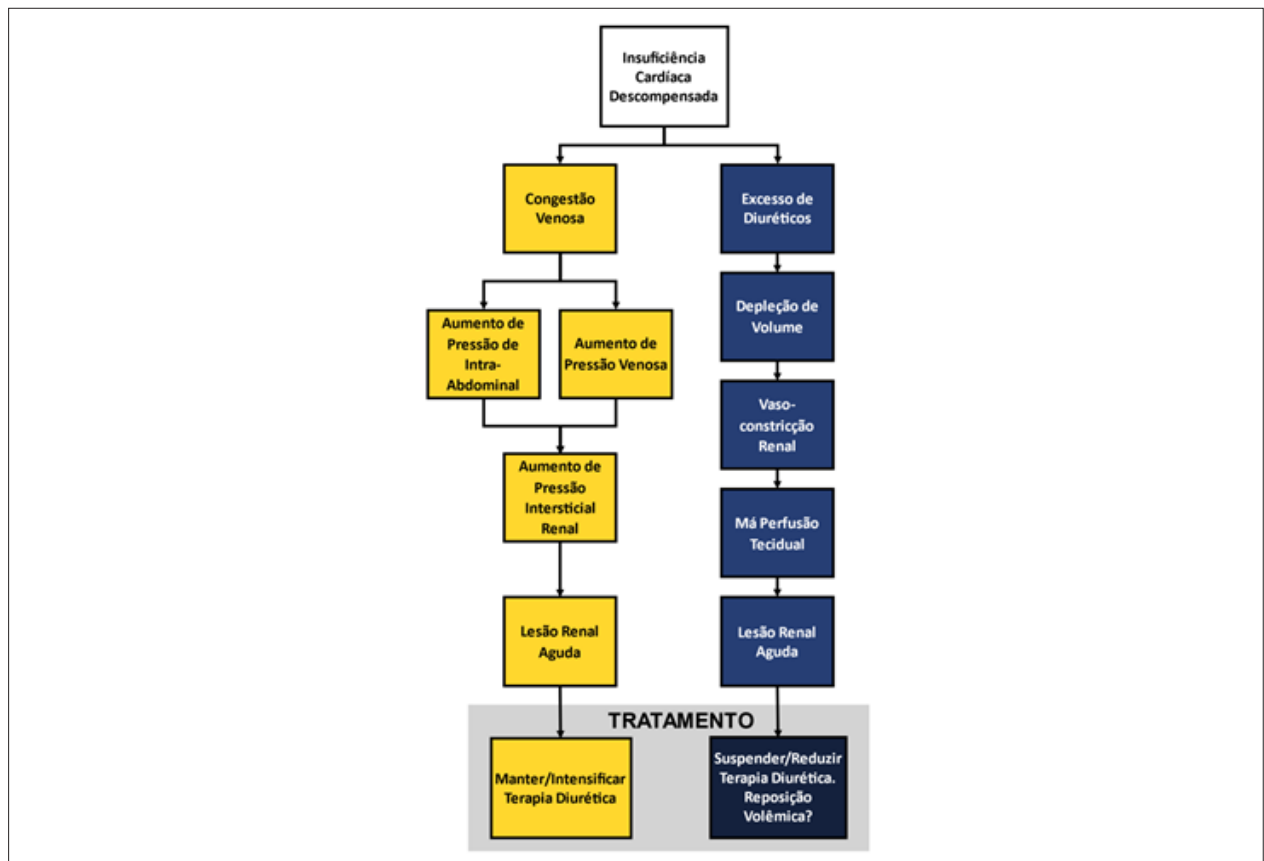 Insuficiência
Cardíaca
Descompensada
Congestão
Venosa
Excesso de
Diuréticos
Aumento de
Pressão de
Intra-
Abdominal
Aumento de
Pressão Venosa
Depleção de
Volume
Vaso-
constricção
Renal
Aumento de
Pressão
Intersticial
Renal
Má Perfusão
Tecidual
Lesão Renal
Aguda
Lesão Renal
Aguda
TRATAMENTO
Manter/Intensificar
Terapia Diurética
Suspender/Reduzir
Terapia Diurética.
Reposição
Volêmica?